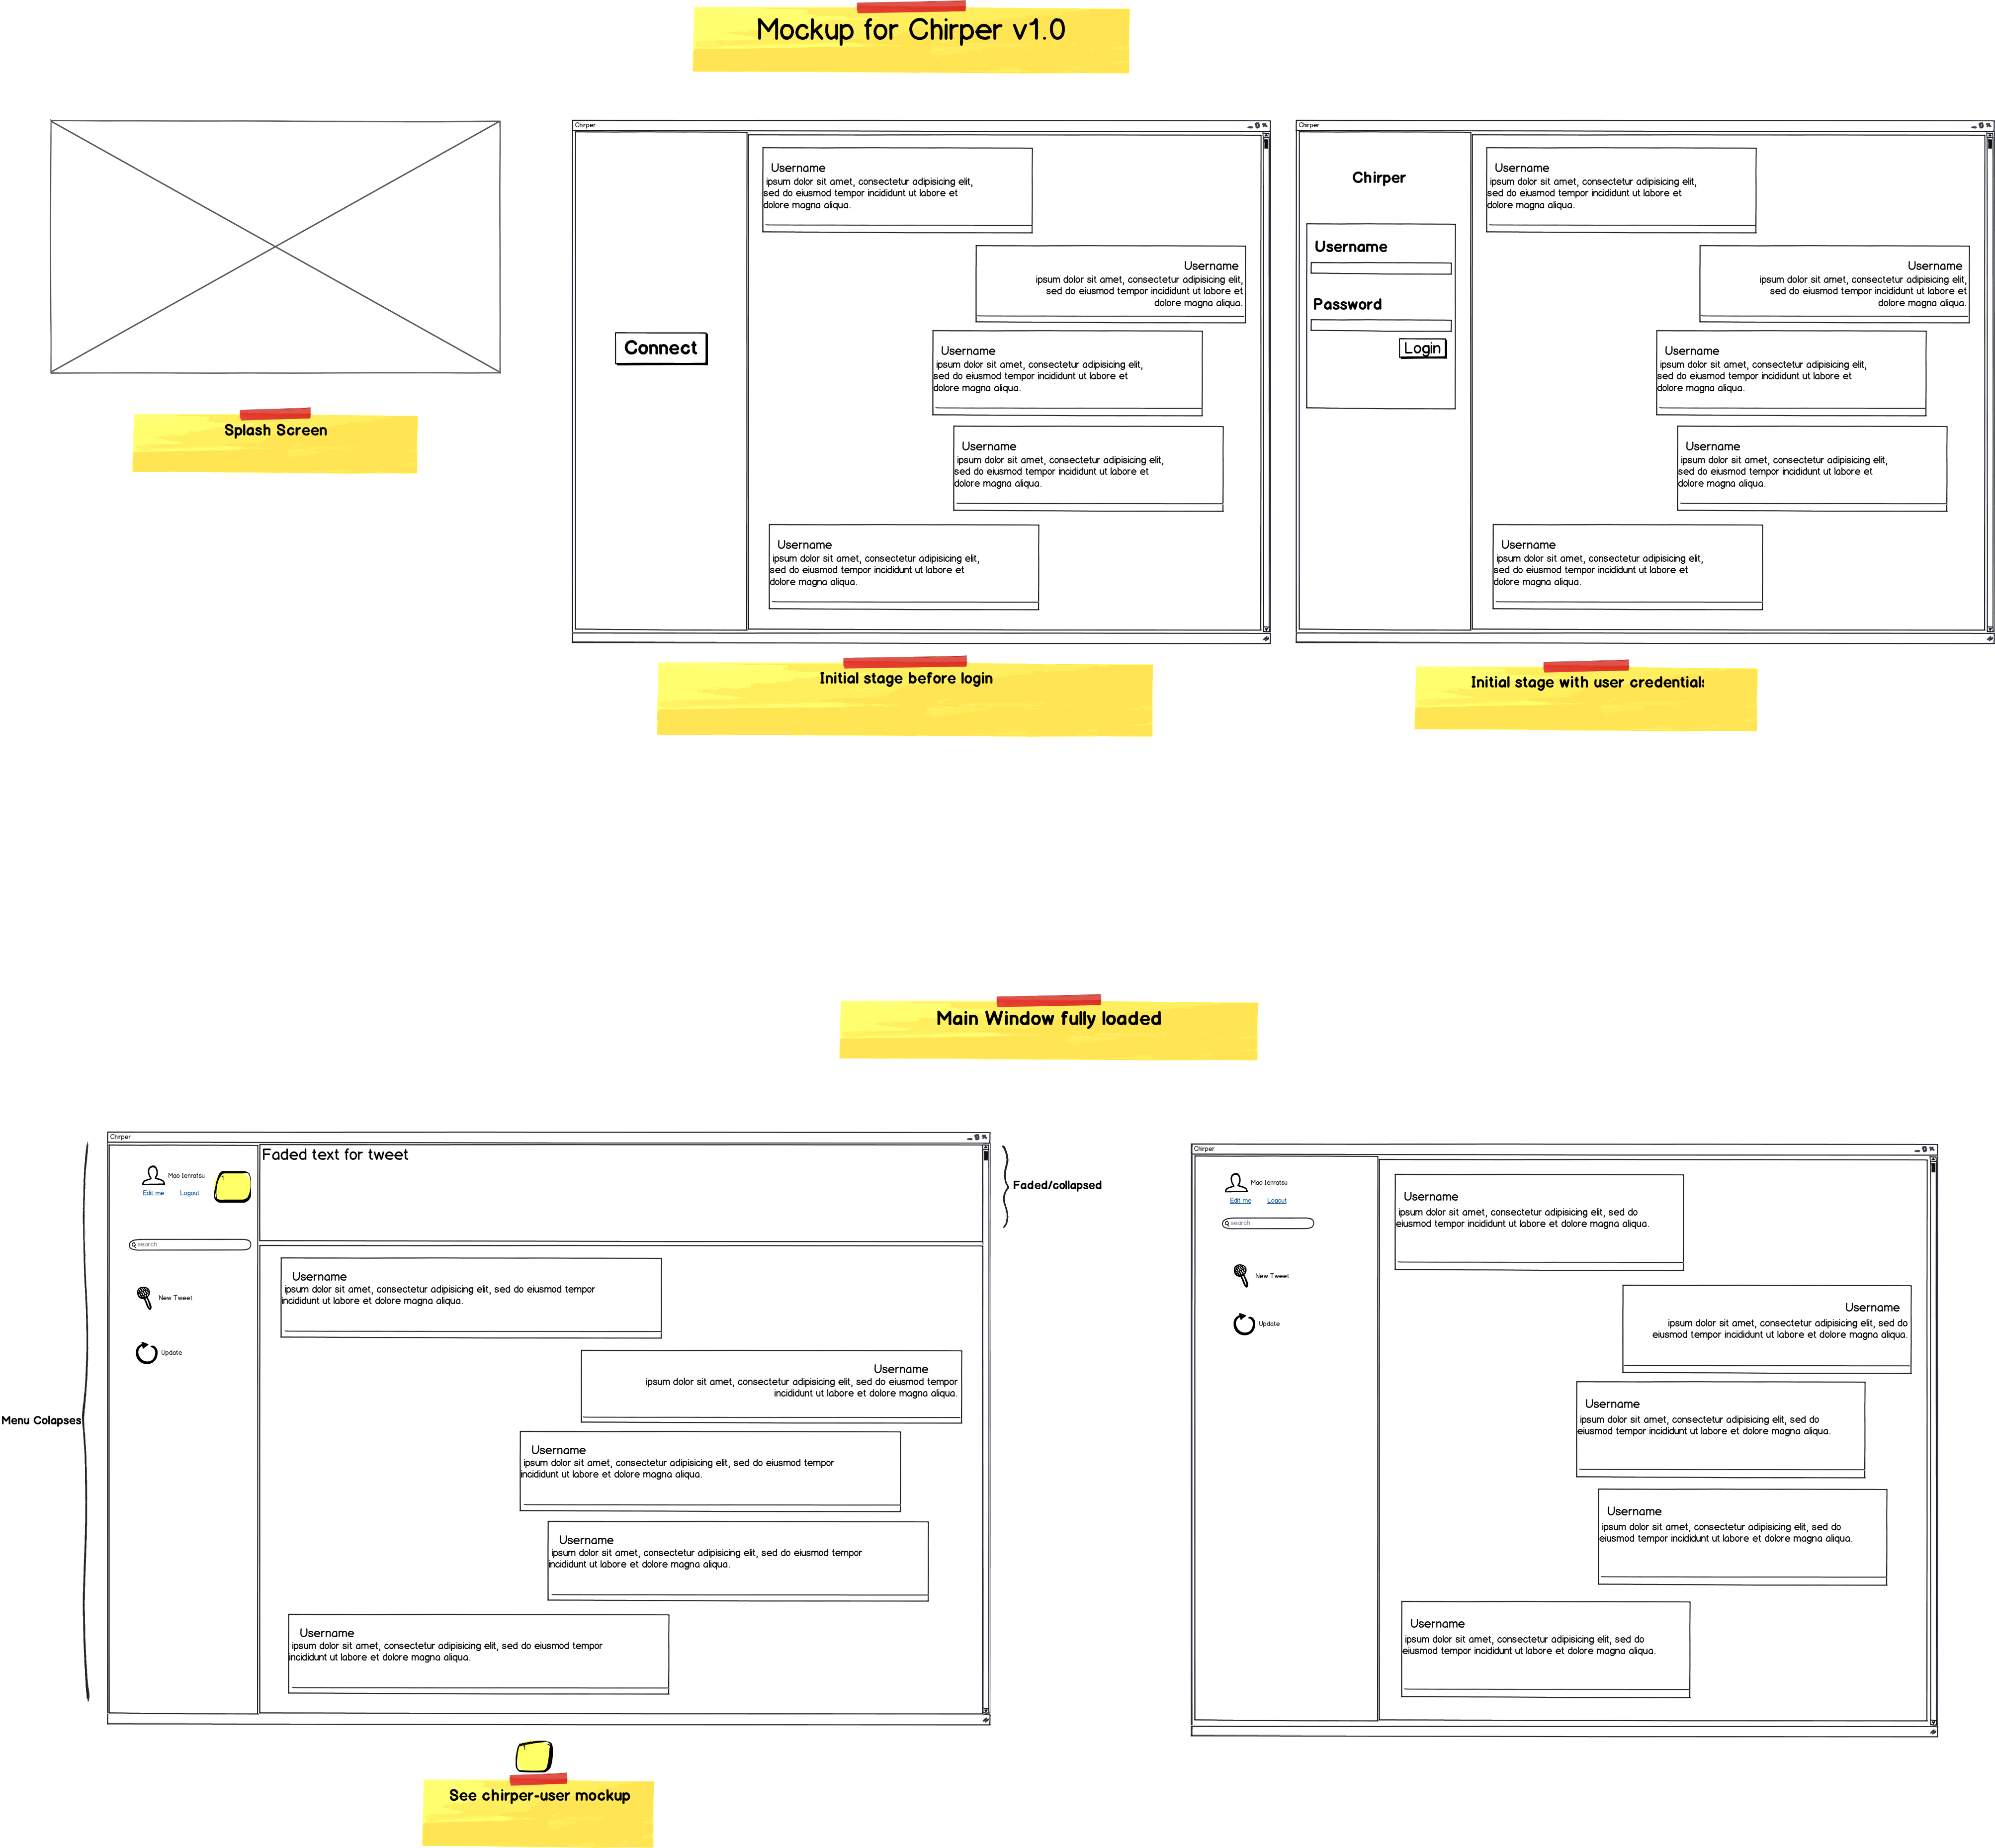 Mockup for Chirper v1.0
Splash Screen
Chirper
Connect
Username
ipsum dolor sit amet, consectetur adipisicing elit,
sed do eiusmod tempor incididunt ut labore et
dolore magna aliqua.
Username
ipsum dolor sit amet, consectetur adipisicing elit,
sed do eiusmod tempor incididunt ut labore et
dolore magna aliqua.
Username
ipsum dolor sit amet, consectetur adipisicing elit,
sed do eiusmod tempor incididunt ut labore et
dolore magna aliqua.
Username
ipsum dolor sit amet, consectetur adipisicing elit,
sed do eiusmod tempor incididunt ut labore et
dolore magna aliqua.
Username
ipsum dolor sit amet, consectetur adipisicing elit,
sed do eiusmod tempor incididunt ut labore et
dolore magna aliqua.
Initial stage before login
Chirper
Chirper
Username
Password
Login
Username
ipsum dolor sit amet, consectetur adipisicing elit,
sed do eiusmod tempor incididunt ut labore et
dolore magna aliqua.
Username
ipsum dolor sit amet, consectetur adipisicing elit,
sed do eiusmod tempor incididunt ut labore et
dolore magna aliqua.
Username
ipsum dolor sit amet, consectetur adipisicing elit,
sed do eiusmod tempor incididunt ut labore et
dolore magna aliqua.
Username
ipsum dolor sit amet, consectetur adipisicing elit,
sed do eiusmod tempor incididunt ut labore et
dolore magna aliqua.
Username
ipsum dolor sit amet, consectetur adipisicing elit,
sed do eiusmod tempor incididunt ut labore et
dolore magna aliqua.
Initial stage with user credentials
Main Window fully loaded
Menu Colapses
Chirper
Mao Ienratsu
Edit me Logout
1
search
New Tweet
Update
Faded text for tweet
Faded/collapsed
Username
ipsum dolor sit amet, consectetur adipisicing elit, sed do eiusmod tempor
incididunt ut labore et dolore magna aliqua.
Username
ipsum dolor sit amet, consectetur adipisicing elit, sed do eiusmod tempor
incididunt ut labore et dolore magna aliqua.
Username
ipsum dolor sit amet, consectetur adipisicing elit, sed do eiusmod tempor
incididunt ut labore et dolore magna aliqua.
Username
ipsum dolor sit amet, consectetur adipisicing elit, sed do eiusmod tempor
incididunt ut labore et dolore magna aliqua.
Username
ipsum dolor sit amet, consectetur adipisicing elit, sed do eiusmod tempor
incididunt ut labore et dolore magna aliqua.
1
See chirper-user mockup
Chirper
Mao Ienratsu
Edit me Logout
search
New Tweet
Update
Username
ipsum dolor sit amet, consectetur adipisicing elit, sed do
eiusmod tempor incididunt ut labore et dolore magna aliqua.
Username
ipsum dolor sit amet, consectetur adipisicing elit, sed do
eiusmod tempor incididunt ut labore et dolore magna aliqua.
Username
ipsum dolor sit amet, consectetur adipisicing elit, sed do
eiusmod tempor incididunt ut labore et dolore magna aliqua.
Username
ipsum dolor sit amet, consectetur adipisicing elit, sed do
eiusmod tempor incididunt ut labore et dolore magna aliqua.
Username
ipsum dolor sit amet, consectetur adipisicing elit, sed do
eiusmod tempor incididunt ut labore et dolore magna aliqua.